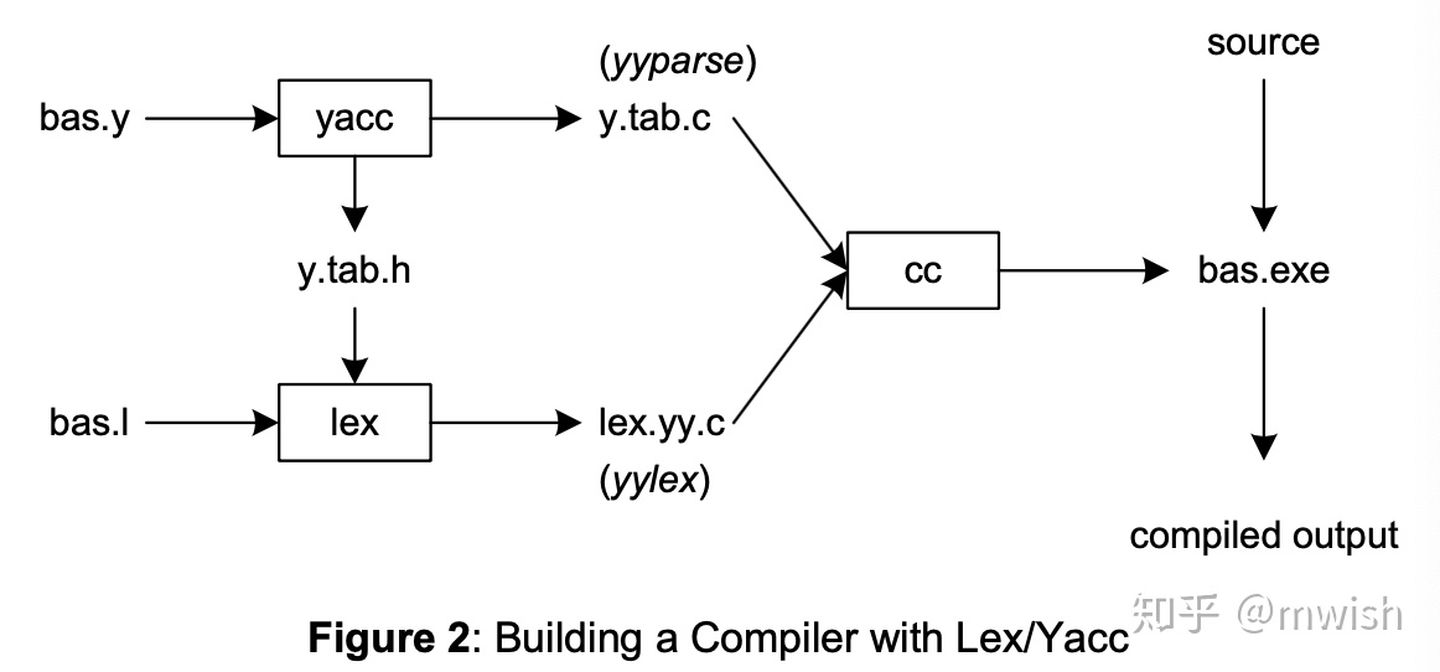 source
(yyparse)
bas.y
yacc
y.tab.c
y.tab.h
cc
bas.exe
bas.l
lex
lex.yy.c
(yylex)
compiled output
Figure 2: Building a Compiler with Lex/Yacc
知乎 @mwish